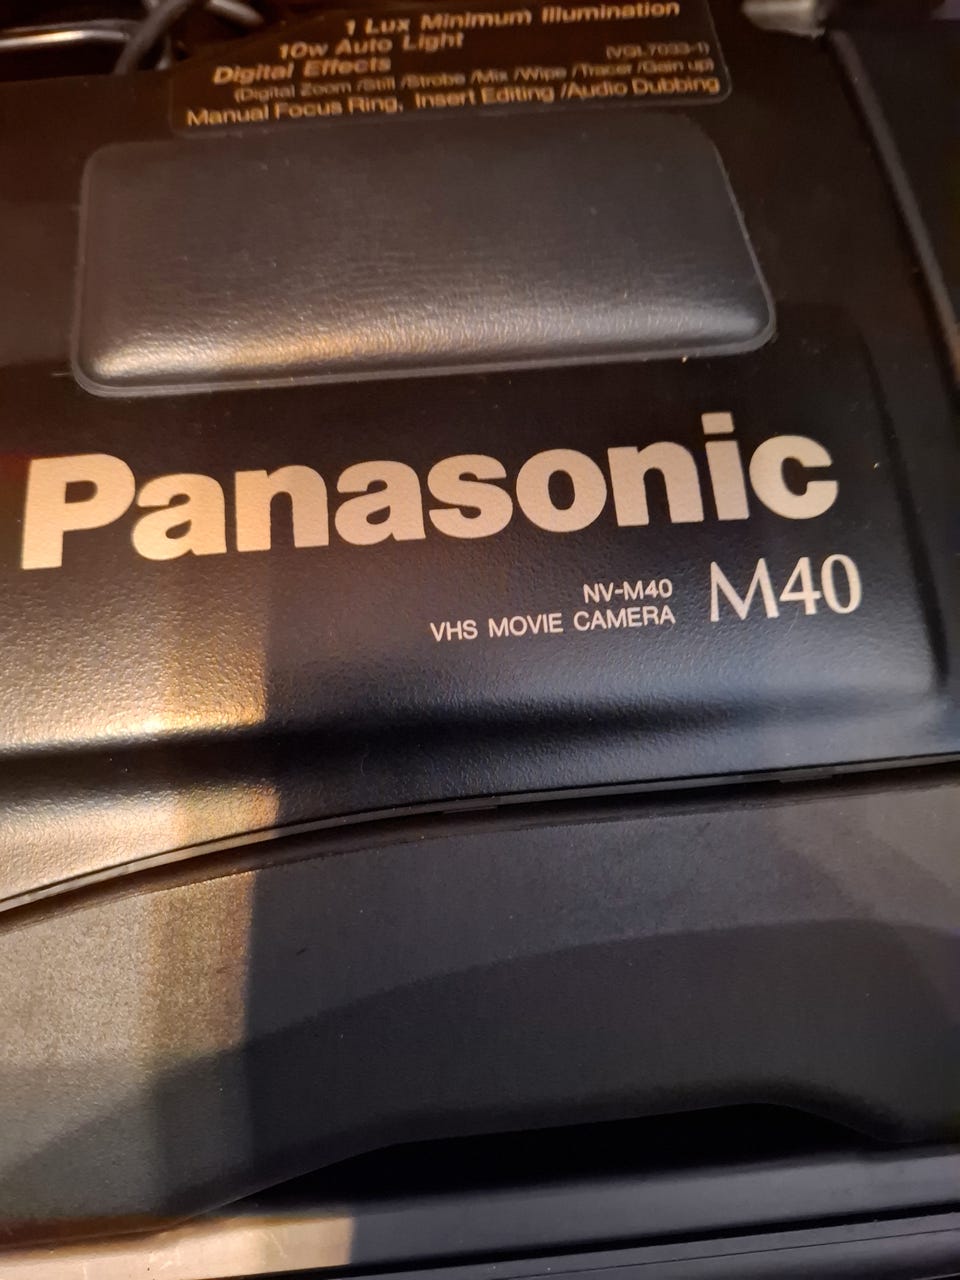 1 Lux Minimum Illumination
10w Auto Light
Digital Effects (VGL7033-1)
(Digital Zoom /Still /Strobe /Mix /Wipe /Tracer /Gain up)
Manual Focus Ring, Insert Editing /Audio Dubbing
Panasonic
NV-M40
VHS MOVIE CAMERA
M40